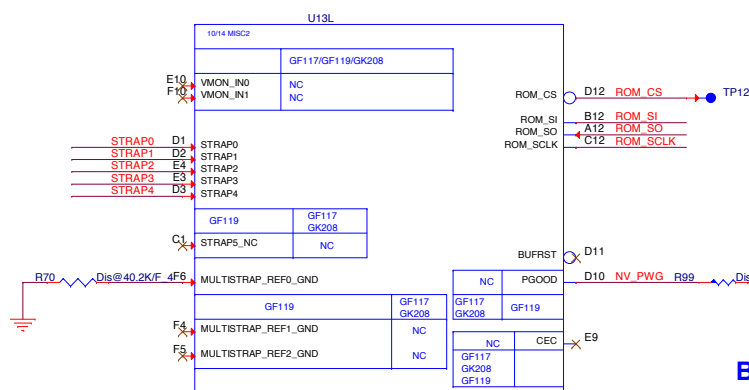 U13L
10/14 MISC2
GF117/GF119/GK208
E10 VMON_IN0 NC
F10 VMON_IN1 NC
ROM_CS D12 ROM_CS TP12
ROM_SI B12 ROM_SI
ROM_SO A12 ROM_SO
ROM_SCLK C12 ROM_SCLK
STRAP0 D1 STRAP0
STRAP1 D2 STRAP1
STRAP2 E4 STRAP2
STRAP3 E3 STRAP3
STRAP4 D3 STRAP4
GF119 GF117
GK208
C1 STRAP5_NC NC
BUFRST D11
R70 Dis@40.2K/F_4 F6 MULTISTRAP_REF0_GND
NC PGOOD D10 NV_PWG R99 Dis
GF119 GF117
GK208
GF117
GK208 GF119
F4 MULTISTRAP_REF1_GND NC
F5 MULTISTRAP_REF2_GND NC
NC CEC E9
GF117
GK208
GF119
B